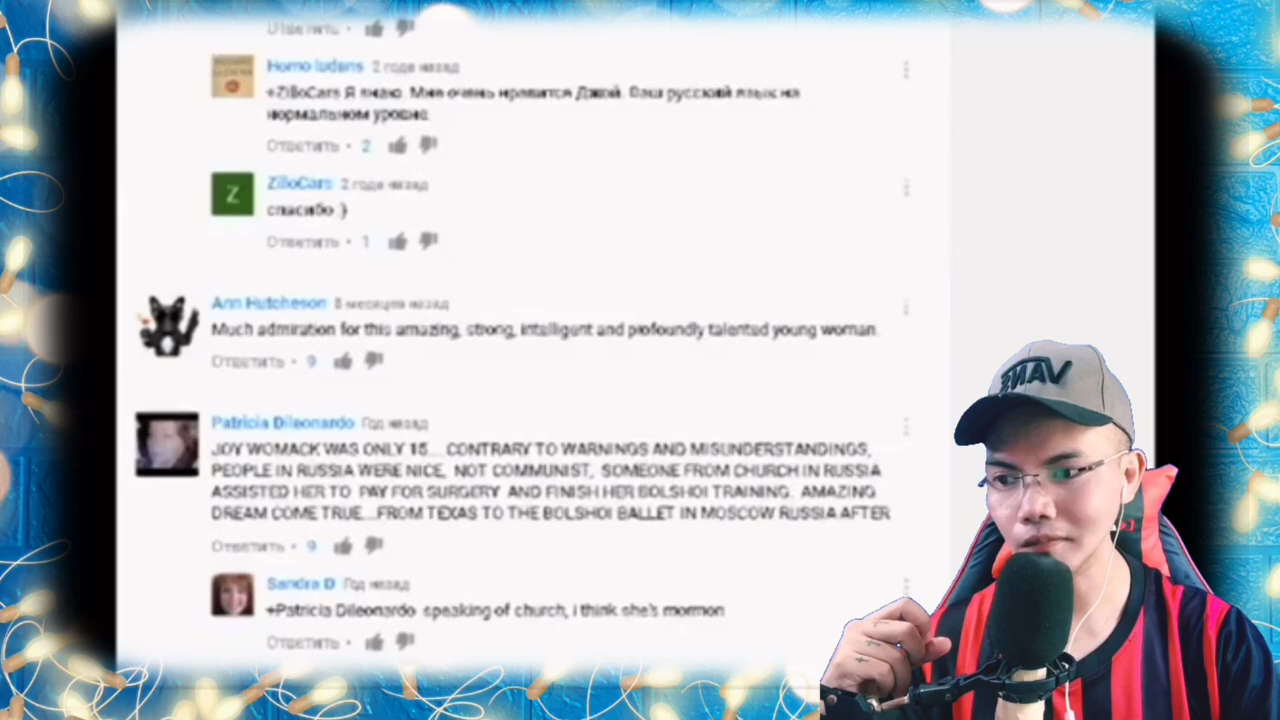 Ответить
Homo ludens 2 года назад
+ZilloCars Я знаю. Мне очень нравится Джой. Ваш русский язык на
нормальном уровне.
Ответить • 2
Z
ZilloCars 2 года назад
спасибо :)
Ответить • 1
Ann Hutcheson 8 месяцев назад
Much admiration for this amazing, strong, intelligent and profoundly talented young woman.
Ответить • 9
Patricia Dileonardo Год назад
JOY WOMACK WAS ONLY 15.... CONTRARY TO WARNINGS AND MISUNDERSTANDINGS,
PEOPLE IN RUSSIA WERE NICE, NOT COMMUNIST, SOMEONE FROM CHURCH IN RUSSIA
ASSISTED HER TO PAY FOR SURGERY AND FINISH HER BOLSHOI TRAINING. AMAZING
DREAM COME TRUE...FROM TEXAS TO THE BOLSHOI BALLET IN MOSCOW RUSSIA AFTER
Ответить • 9
Sandra D Год назад
+Patricia Dileonardo speaking of church, i think she's mormon
Ответить •
VANS